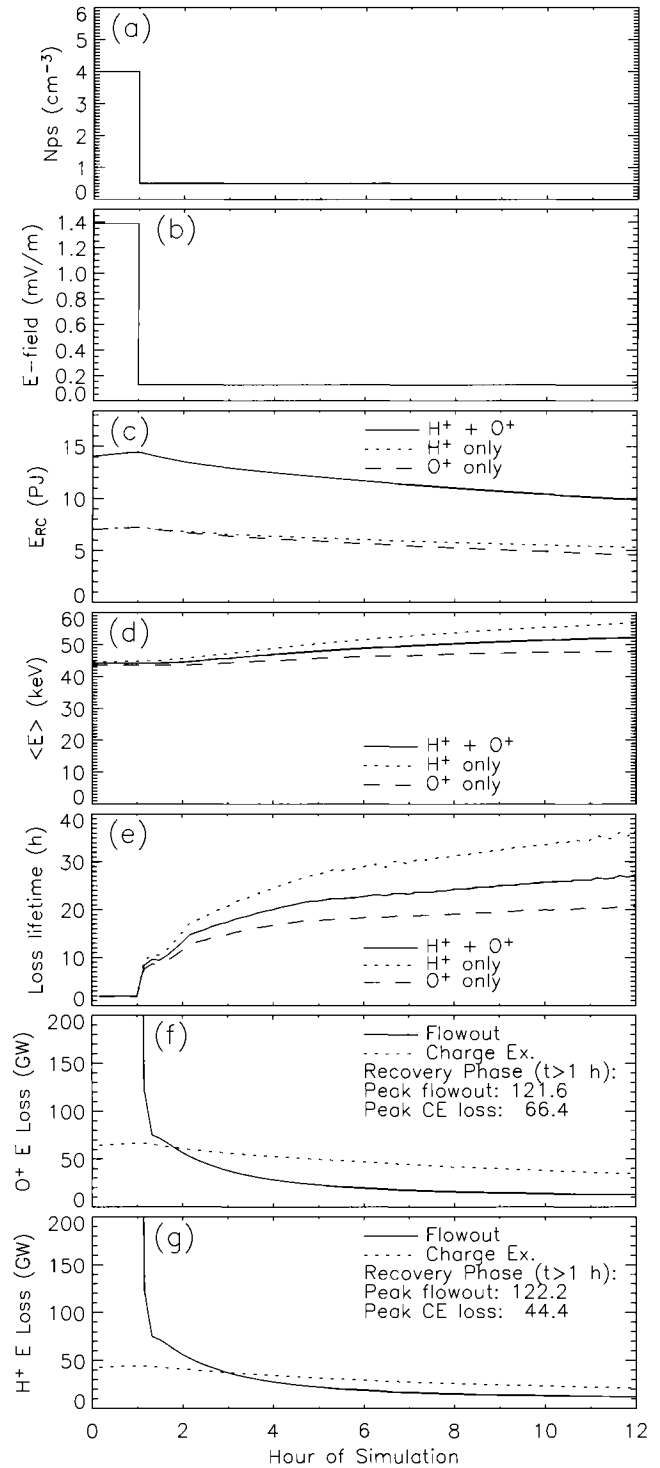 (a)
Nps (cm⁻³)
6
5
4
3
2
1
0
(b)
E-field (mV/m)
1.4
1.2
1.0
0.8
0.6
0.4
0.2
0.0
(c)
E_RC (PJ)
15
10
5
0
H⁺ + O⁺
H⁺ only
O⁺ only
(d)
<E> (keV)
60
50
40
30
20
10
0
H⁺ + O⁺
H⁺ only
O⁺ only
(e)
Loss lifetime (h)
40
30
20
10
0
H⁺ + O⁺
H⁺ only
O⁺ only
(f)
O⁺ E Loss (GW)
200
150
100
50
0
Flowout
Charge Ex.
Recovery Phase (t>1 h):
Peak flowout: 121.6
Peak CE loss: 66.4
(g)
H⁺ E Loss (GW)
200
150
100
50
0
Flowout
Charge Ex.
Recovery Phase (t>1 h):
Peak flowout: 122.2
Peak CE loss: 44.4
0 2 4 6 8 10 12
Hour of Simulation